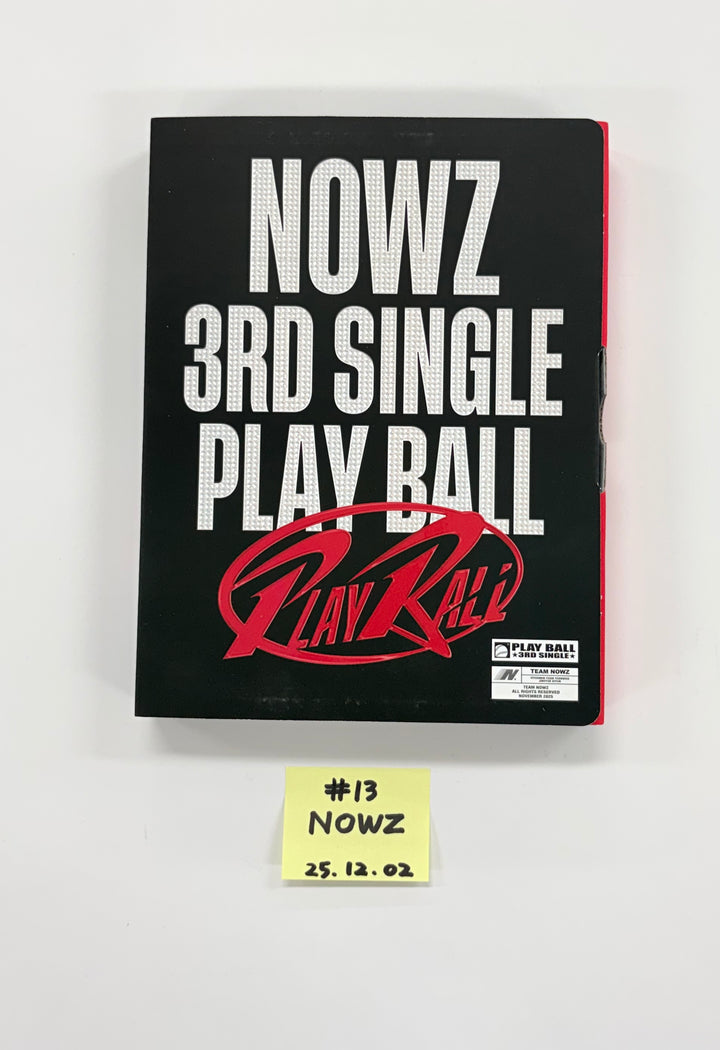 NOWZ
3RD SINGLE
PLAY BALL
PLAY BALL
PLAY BALL
★3RD SINGLE★
N
TEAM NOWZ
TEAM NOWZ
ALL RIGHTS RESERVED
NOVEMBER 2025
#13
NOWZ
25.12.02